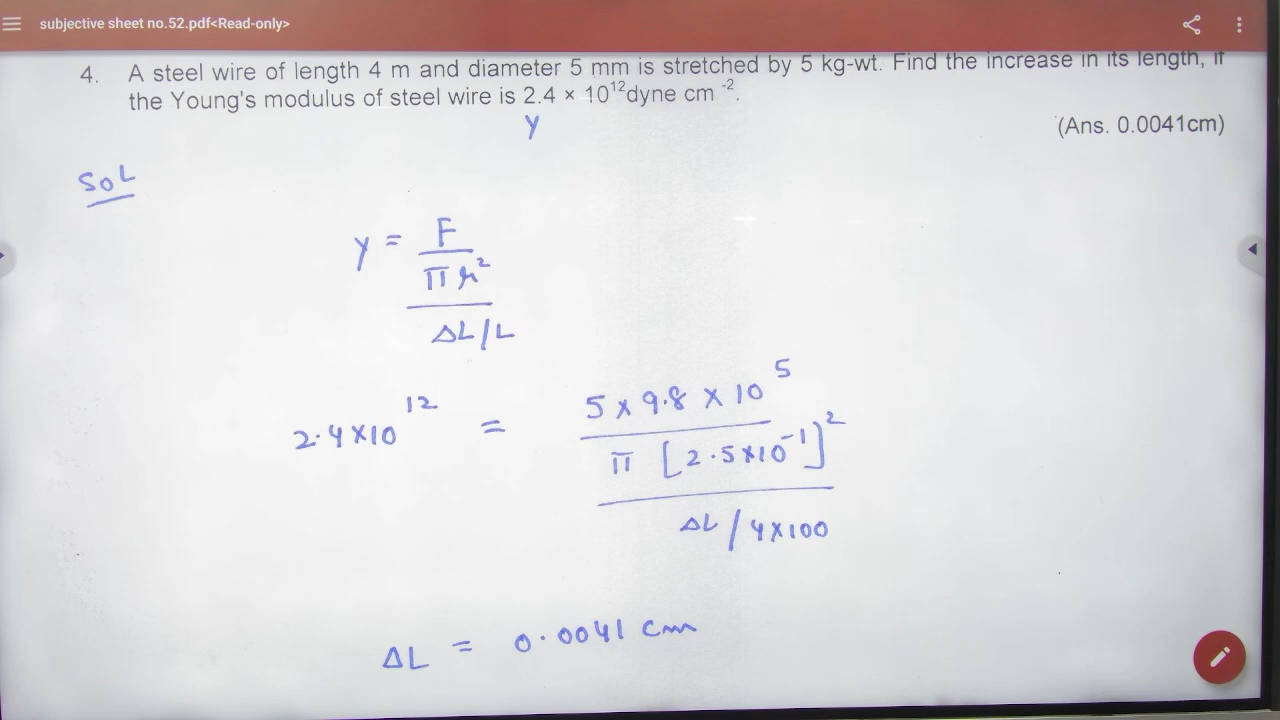 subjective sheet no.52.pdf<Read-only>
4. A steel wire of length 4 m and diameter 5 mm is stretched by 5 kg-wt. Find the increase in its length, if
the Young's modulus of steel wire is 2.4 × 10¹²dyne cm ⁻².
Y
(Ans. 0.0041cm)
SOL
Y = F
π r²
ΔL/L
2.4×10¹² = 5 × 9.8 × 10⁵
π [2.5×10⁻¹]²
ΔL / 4×100
ΔL = 0.0041 cm